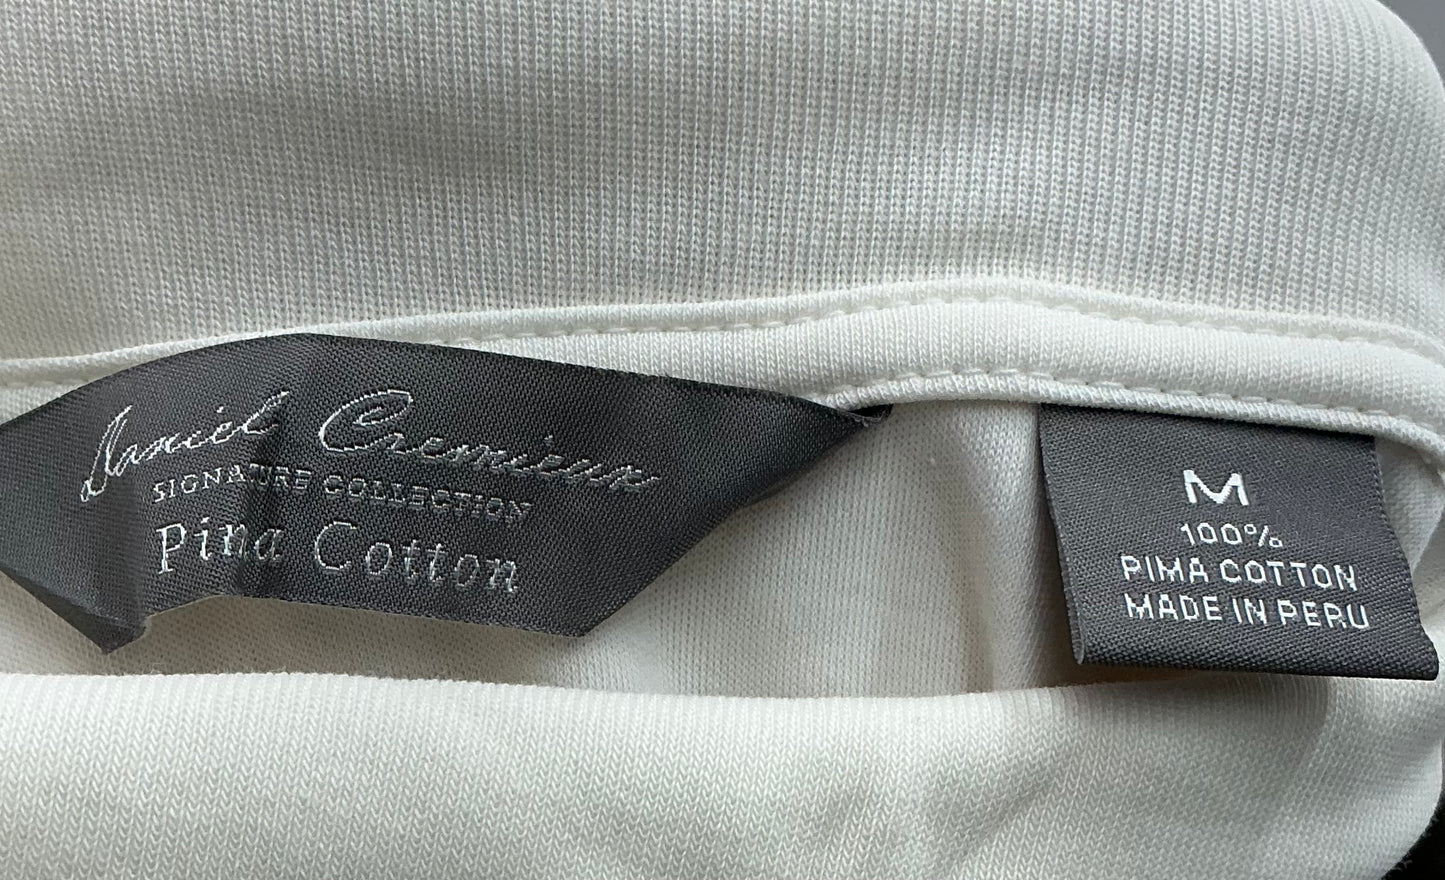 Daniel Cremieux
SIGNATURE COLLECTION
Pima Cotton
M
100%
PIMA COTTON
MADE IN PERU